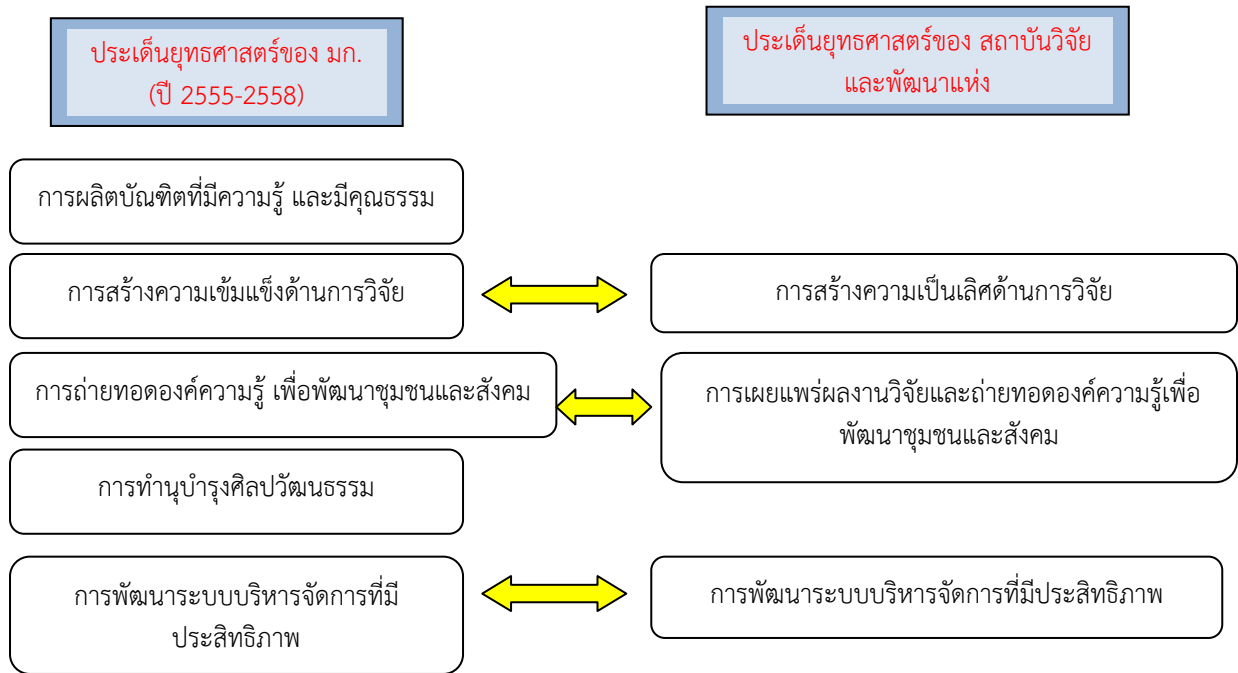 ประเด็นยุทธศาสตร์ของ มก.
(ปี 2555-2558)
ประเด็นยุทธศาสตร์ของ สถาบันวิจัย
และพัฒนาแห่ง
การผลิตบัณฑิตที่มีความรู้ และมีคุณธรรม
การสร้างความเข้มแข็งด้านการวิจัย
การสร้างความเป็นเลิศด้านการวิจัย
การถ่ายทอดองค์ความรู้ เพื่อพัฒนาชุมชนและสังคม
การเผยแพร่ผลงานวิจัยและถ่ายทอดองค์ความรู้เพื่อ
พัฒนาชุมชนและสังคม
การทำนุบำรุงศิลปวัฒนธรรม
การพัฒนาระบบบริหารจัดการที่มี
ประสิทธิภาพ
การพัฒนาระบบบริหารจัดการที่มีประสิทธิภาพ